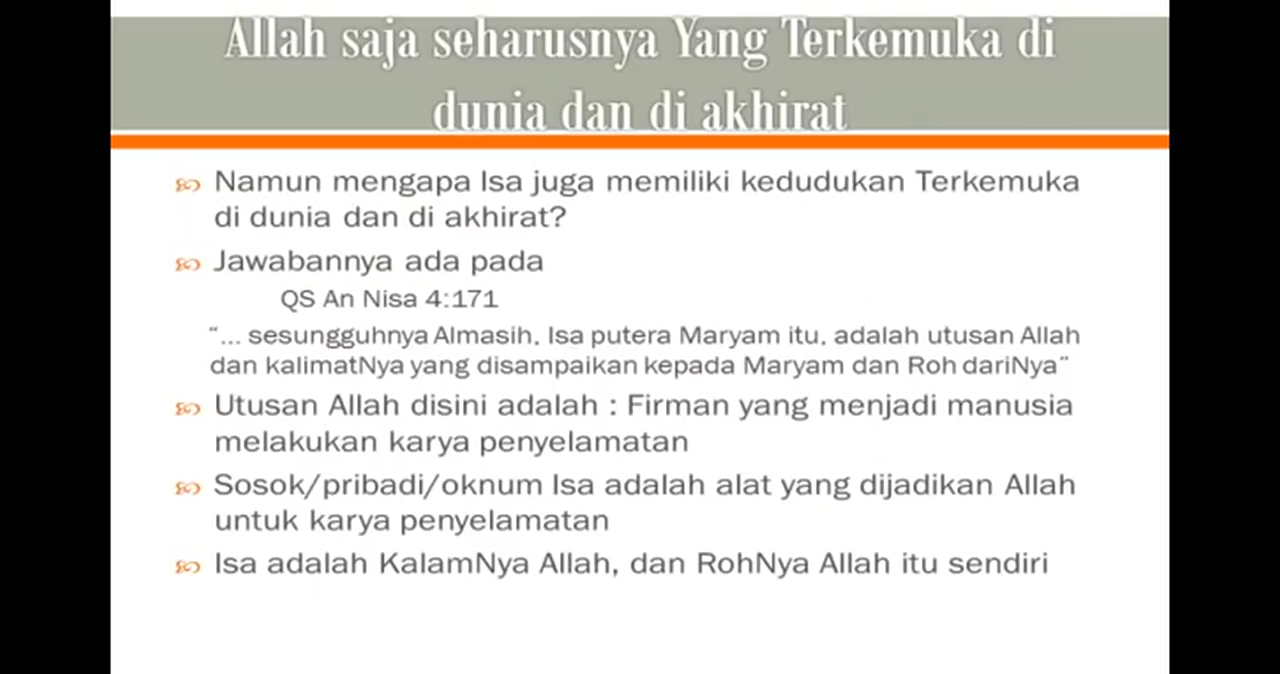 Allah saja seharusnya Yang Terkemuka di
dunia dan di akhirat
Namun mengapa Isa juga memiliki kedudukan Terkemuka
di dunia dan di akhirat?
Jawabannya ada pada
QS An Nisa 4:171
“... sesungguhnya Almasih, Isa putera Maryam itu, adalah utusan Allah
dan kalimatNya yang disampaikan kepada Maryam dan Roh dariNya”
Utusan Allah disini adalah : Firman yang menjadi manusia
melakukan karya penyelamatan
Sosok/pribadi/oknum Isa adalah alat yang dijadikan Allah
untuk karya penyelamatan
Isa adalah KalamNya Allah, dan RohNya Allah itu sendiri